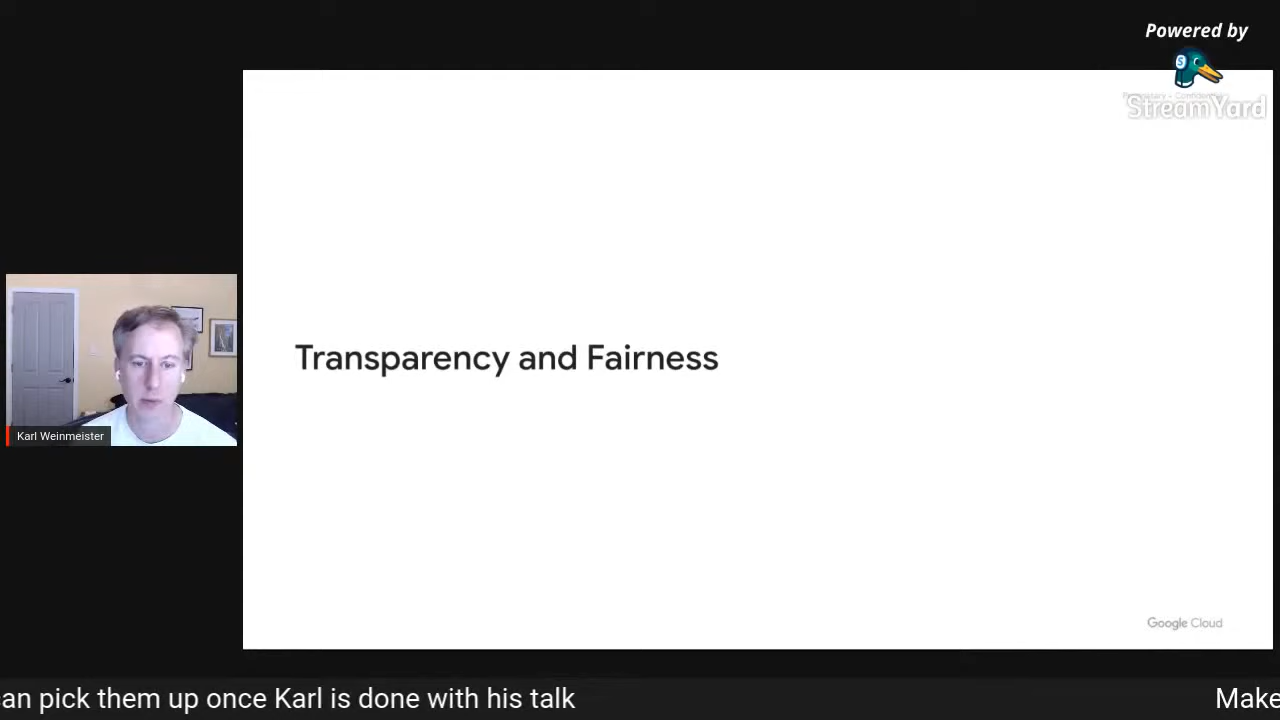 Powered by
StreamYard
Transparency and Fairness
Karl Weinmeister
Google Cloud
an pick them up once Karl is done with his talk
Make